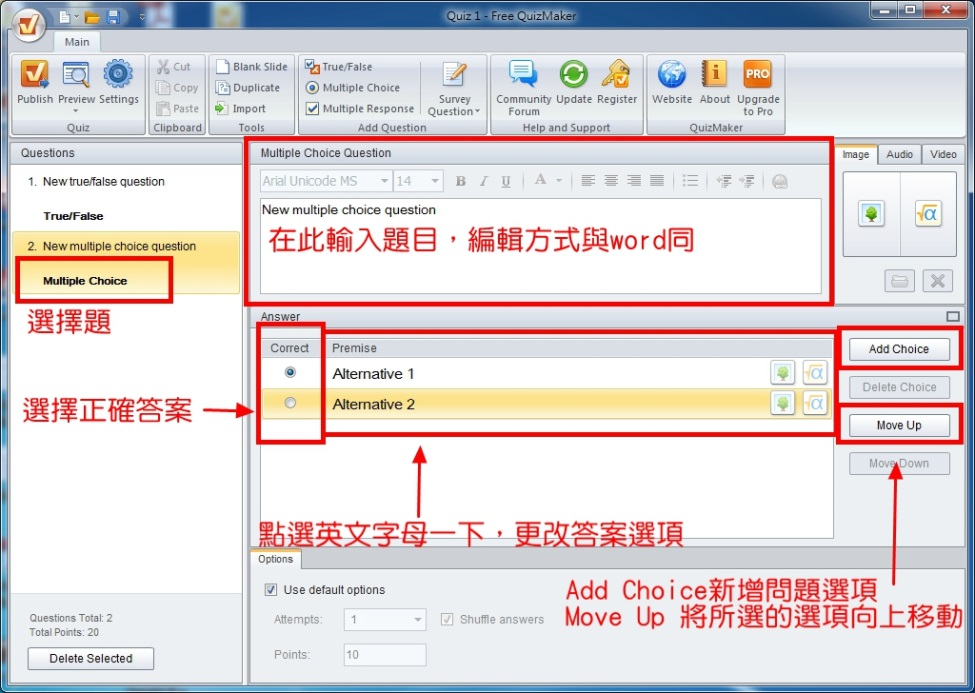 Quiz 1 - Free QuizMaker
Main
Publish
Preview
Settings
Quiz
Cut
Copy
Paste
Clipboard
Blank Slide
Duplicate
Import
Tools
True/False
Multiple Choice
Multiple Response
Survey
Question
Add Question
Community
Forum
Update
Register
Help and Support
Website
About
PRO
Upgrade
to Pro
QuizMaker
Questions
1. New true/false question
True/False
2. New multiple choice question
Multiple Choice
選擇題
選擇正確答案
Questions Total: 2
Total Points: 20
Delete Selected
Multiple Choice Question
Arial Unicode MS
14
B I U A
New multiple choice question
在此輸入題目，編輯方式與word同
Image
Audio
Video
√α
Answer
Correct
Premise
Alternative 1
√α
Alternative 2
√α
Add Choice
Delete Choice
Move Up
Move Down
點選英文字母一下，更改答案選項
Add Choice新增問題選項
Move Up 將所選的選項向上移動
Options
Use default options
Attempts:
1
Shuffle answers
Points:
10